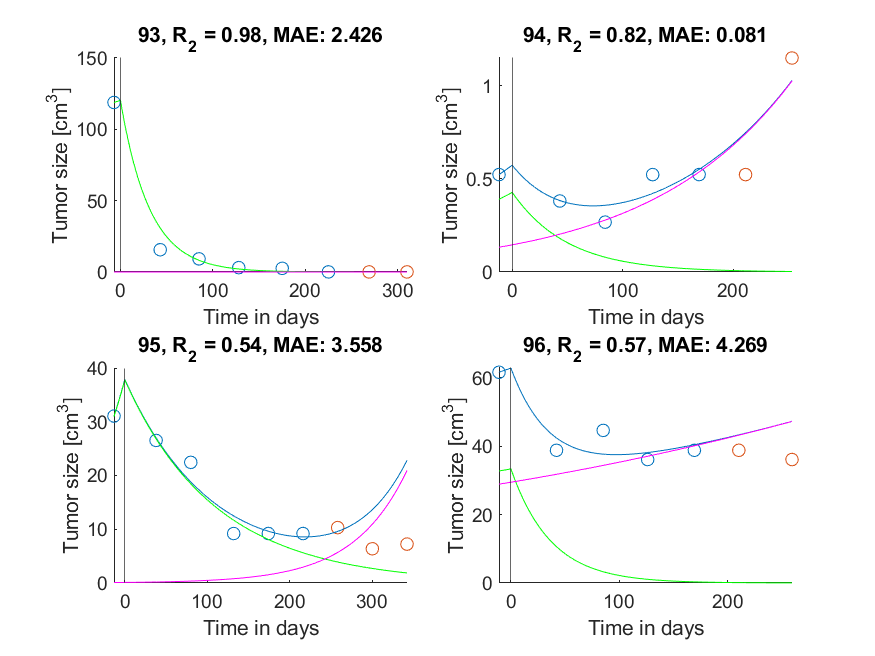 93, R2 = 0.98, MAE: 2.426
Tumor size [cm3]
150
100
50
0
0 100 200 300
Time in days
94, R2 = 0.82, MAE: 0.081
Tumor size [cm3]
1
0.5
0
0 100 200
Time in days
95, R2 = 0.54, MAE: 3.558
Tumor size [cm3]
40
30
20
10
0
0 100 200 300
Time in days
96, R2 = 0.57, MAE: 4.269
Tumor size [cm3]
60
40
20
0
0 100 200
Time in days